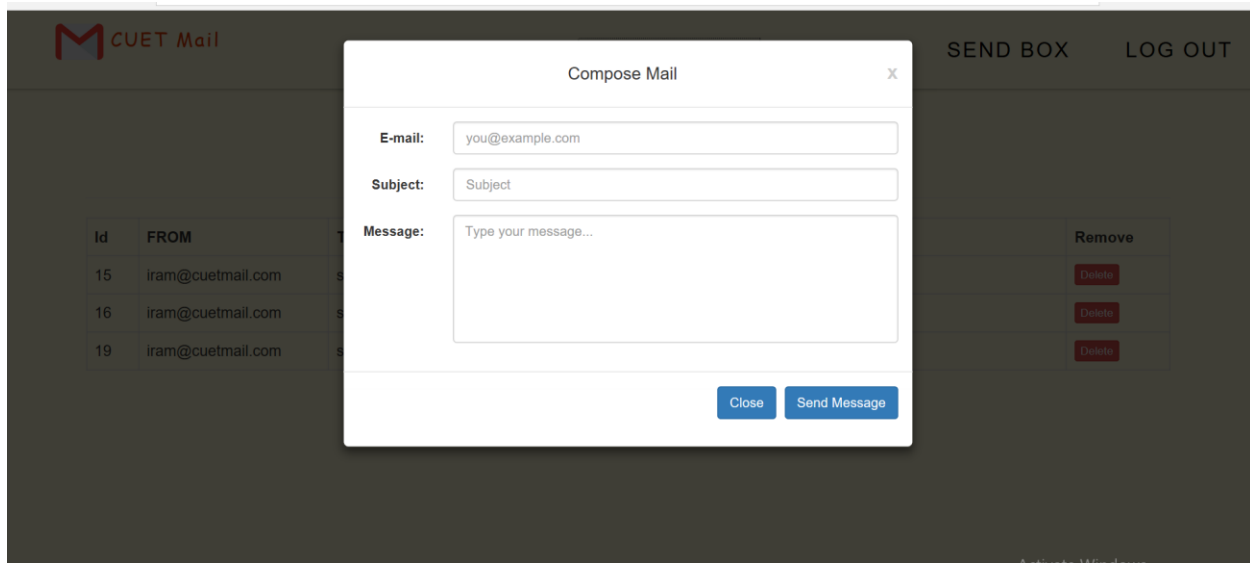 CUET Mail
SEND BOX LOG OUT
Compose Mail x
E-mail: you@example.com
Subject: Subject
Message: Type your message...
Id FROM Remove
15 iram@cuetmail.com Delete
16 iram@cuetmail.com Delete
19 iram@cuetmail.com Delete
Close Send Message
Activate Windows